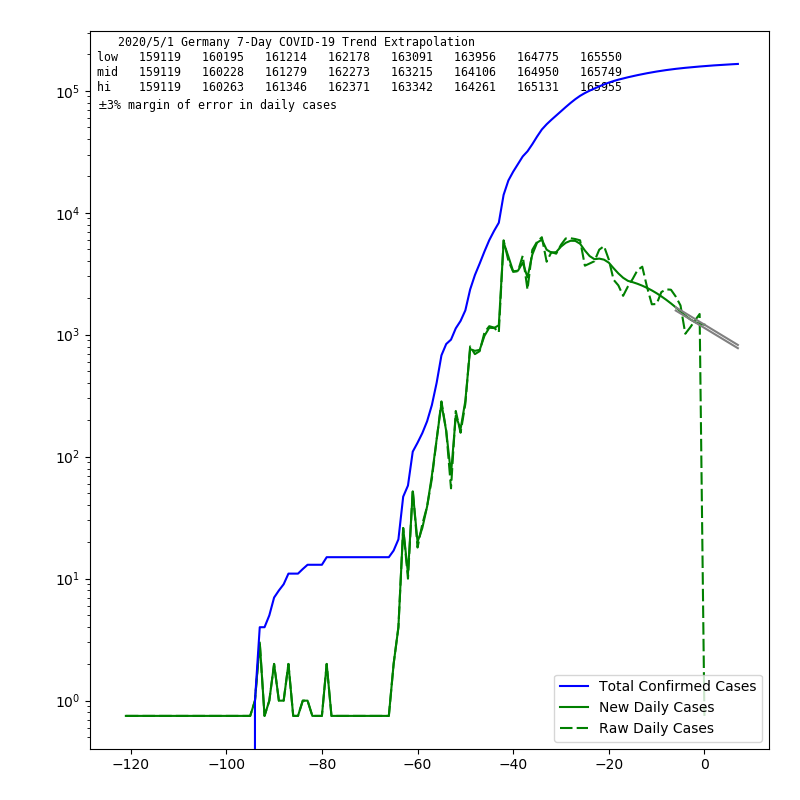 2020/5/1 Germany 7-Day COVID-19 Trend Extrapolation
low 159119 160195 161214 162178 163091 163956 164775 165550
mid 159119 160228 161279 162273 163215 164106 164950 165749
hi 159119 160263 161346 162371 163342 164261 165131 165955
±3% margin of error in daily cases
10⁵
10⁴
10³
10²
10¹
10⁰
Total Confirmed Cases
New Daily Cases
Raw Daily Cases
−120 −100 −80 −60 −40 −20 0